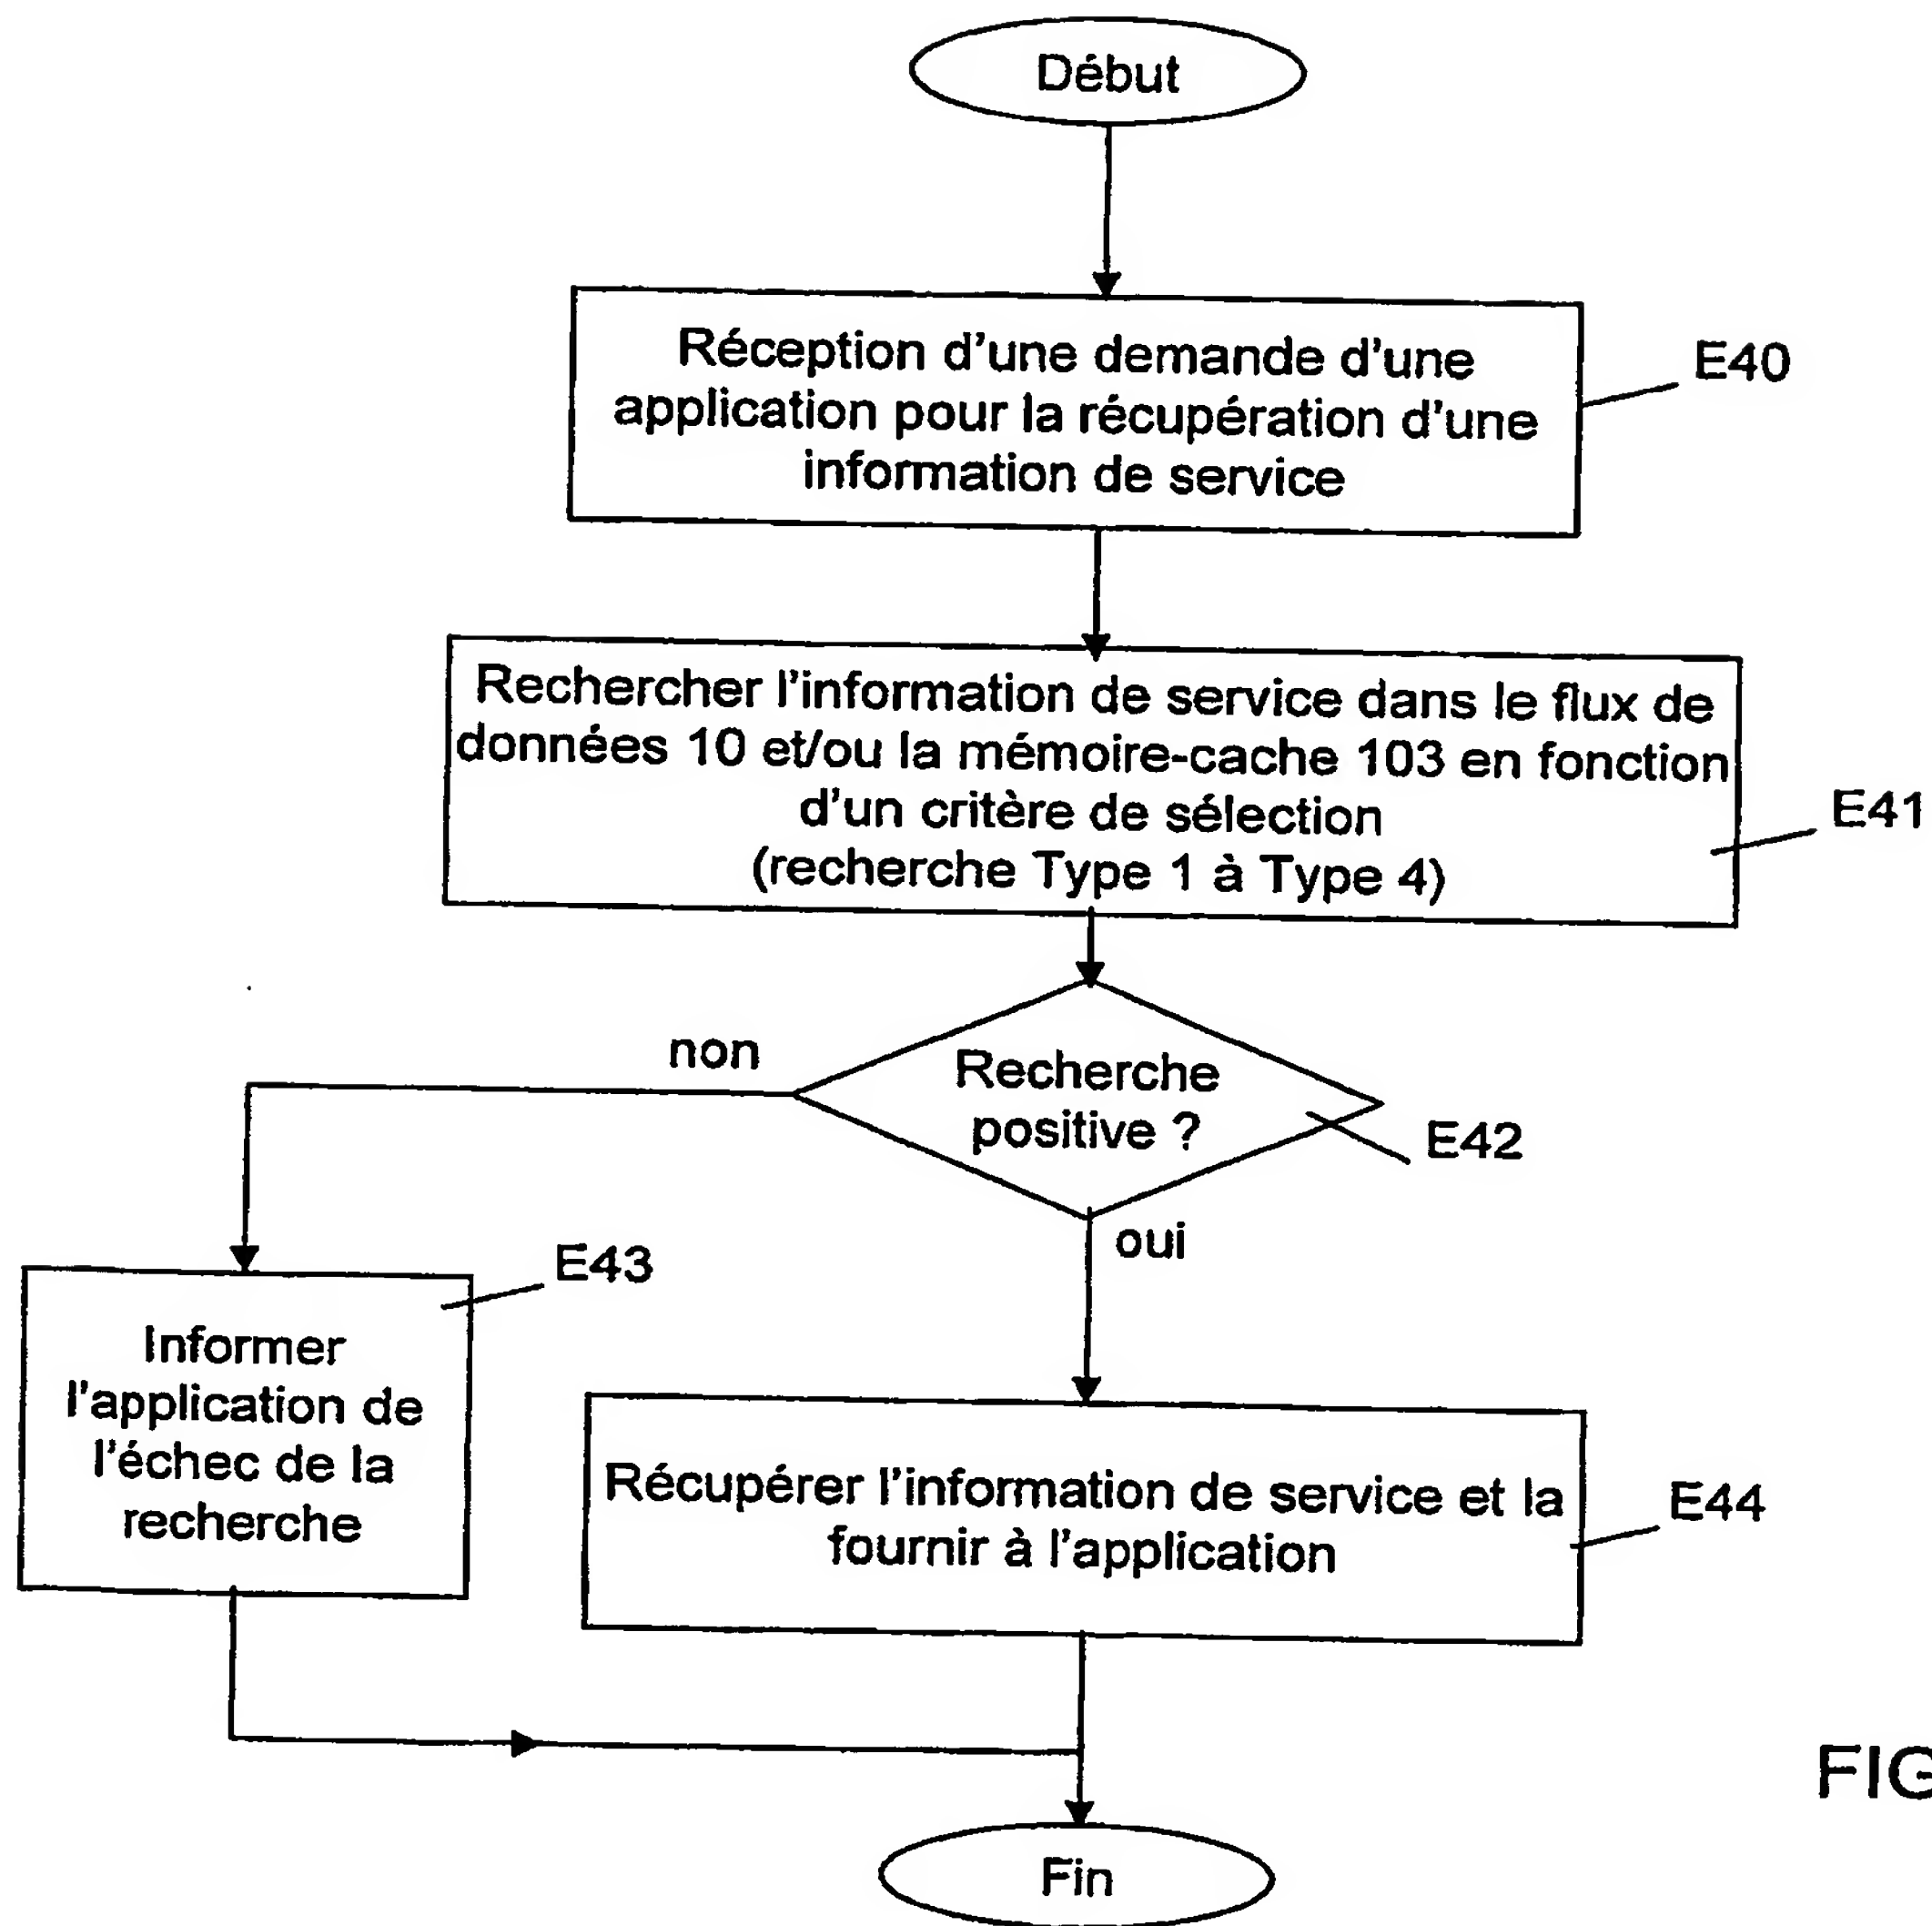 Début
Réception d'une demande d'une
application pour la récupération d'une
information de service
E40
Rechercher l'information de service dans le flux de
données 10 et/ou la mémoire-cache 103 en fonction
d'un critère de sélection
(recherche Type 1 à Type 4)
E41
non
Recherche
positive ?
E42
oui
E43
Informer
l'application de
l'échec de la
recherche
Récupérer l'information de service et la
fournir à l'application
E44
FIG
Fin